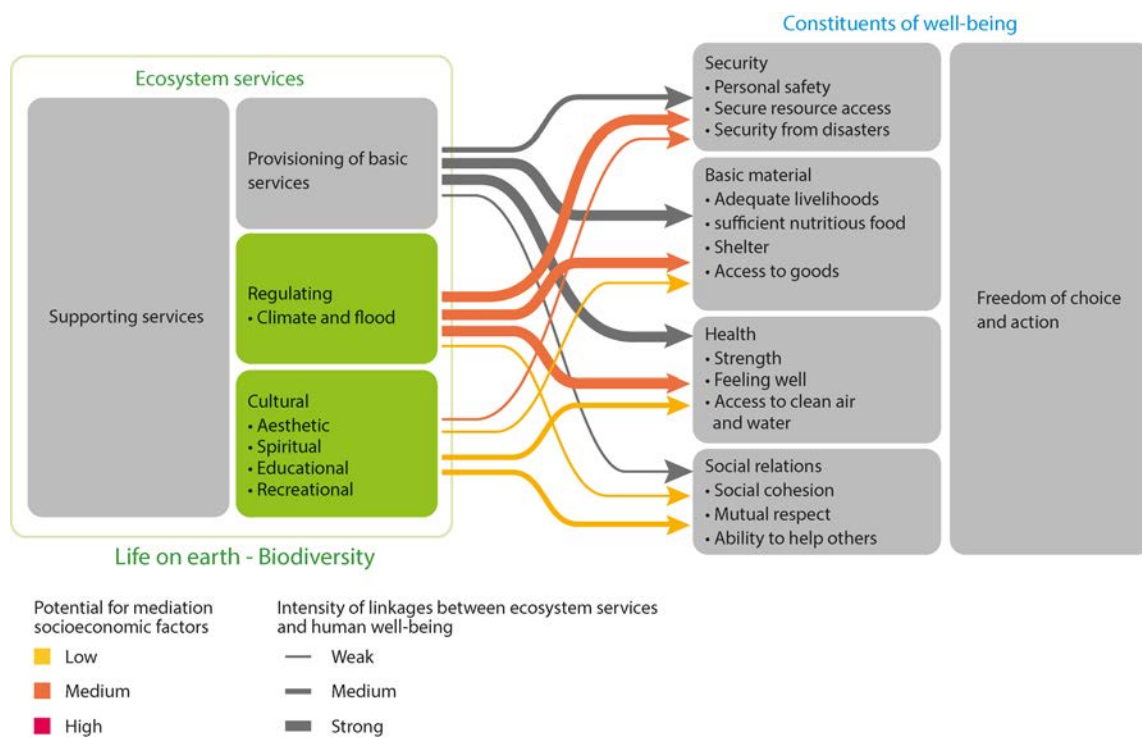 Constituents of well-being
Ecosystem services
Supporting services
Provisioning of basic
services
Regulating
• Climate and flood
Cultural
• Aesthetic
• Spiritual
• Educational
• Recreational
Life on earth - Biodiversity
Security
• Personal safety
• Secure resource access
• Security from disasters
Basic material
• Adequate livelihoods
• sufficient nutritious food
• Shelter
• Access to goods
Health
• Strength
• Feeling well
• Access to clean air
and water
Social relations
• Social cohesion
• Mutual respect
• Ability to help others
Freedom of choice
and action
Potential for mediation
socioeconomic factors
Low
Medium
High
Intensity of linkages between ecosystem services
and human well-being
Weak
Medium
Strong